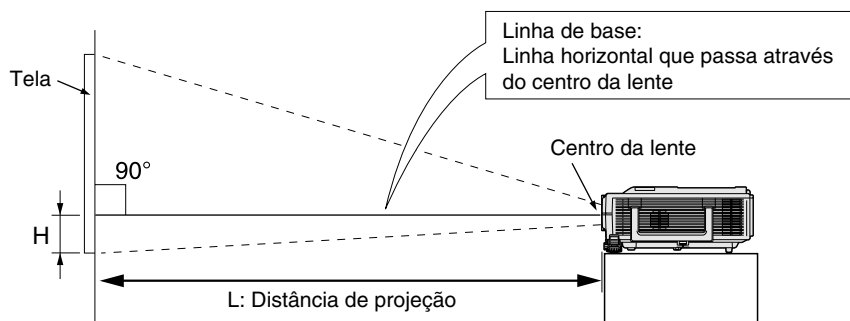 Linha de base:
Linha horizontal que passa através
do centro da lente
Tela
Centro da lente
90°
H
L: Distância de projeção